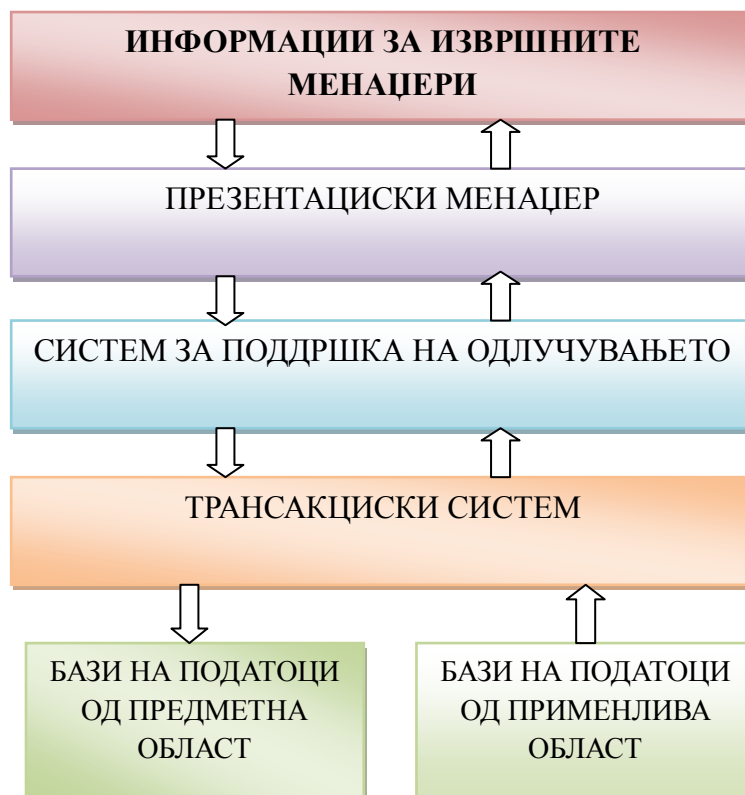 ИНФОРМАЦИИ ЗА ИЗВРШНИТЕ
МЕНАЏЕРИ
ПРЕЗЕНТАЦИСКИ МЕНАЏЕР
СИСТЕМ ЗА ПОДДРШКА НА ОДЛУЧУВАЊЕТО
ТРАНСАКЦИСКИ СИСТЕМ
БАЗИ НА ПОДАТОЦИ
ОД ПРЕДМЕТНА
ОБЛАСТ
БАЗИ НА ПОДАТОЦИ
ОД ПРИМЕНЛИВА
ОБЛАСТ